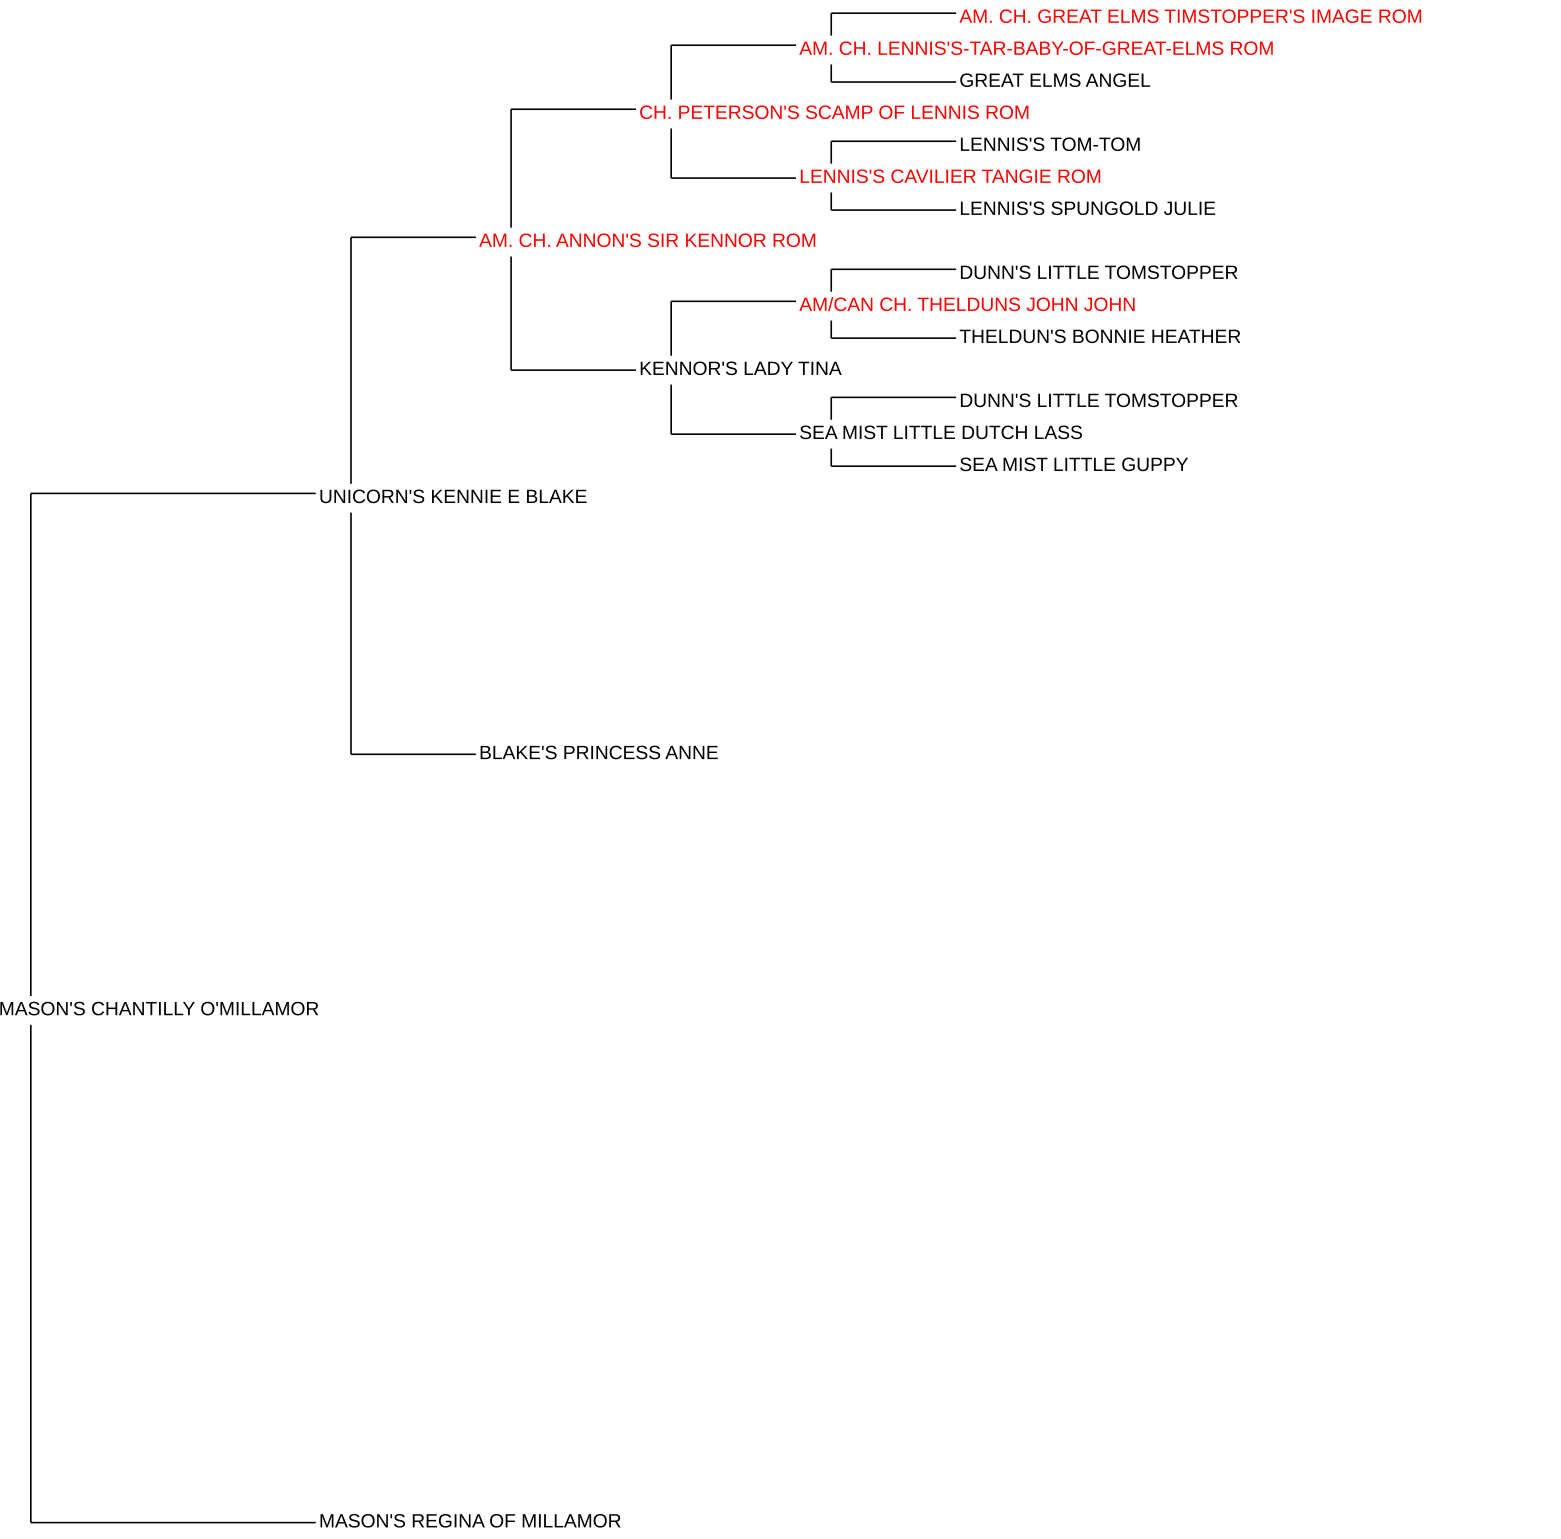 AM. CH. GREAT ELMS TIMSTOPPER'S IMAGE ROM
AM. CH. LENNIS'S-TAR-BABY-OF-GREAT-ELMS ROM
GREAT ELMS ANGEL
CH. PETERSON'S SCAMP OF LENNIS ROM
LENNIS'S TOM-TOM
LENNIS'S CAVILIER TANGIE ROM
LENNIS'S SPUNGOLD JULIE
AM. CH. ANNON'S SIR KENNOR ROM
DUNN'S LITTLE TOMSTOPPER
AM/CAN CH. THELDUNS JOHN JOHN
THELDUN'S BONNIE HEATHER
KENNOR'S LADY TINA
DUNN'S LITTLE TOMSTOPPER
SEA MIST LITTLE DUTCH LASS
SEA MIST LITTLE GUPPY
UNICORN'S KENNIE E BLAKE
BLAKE'S PRINCESS ANNE
MASON'S CHANTILLY O'MILLAMOR
MASON'S REGINA OF MILLAMOR